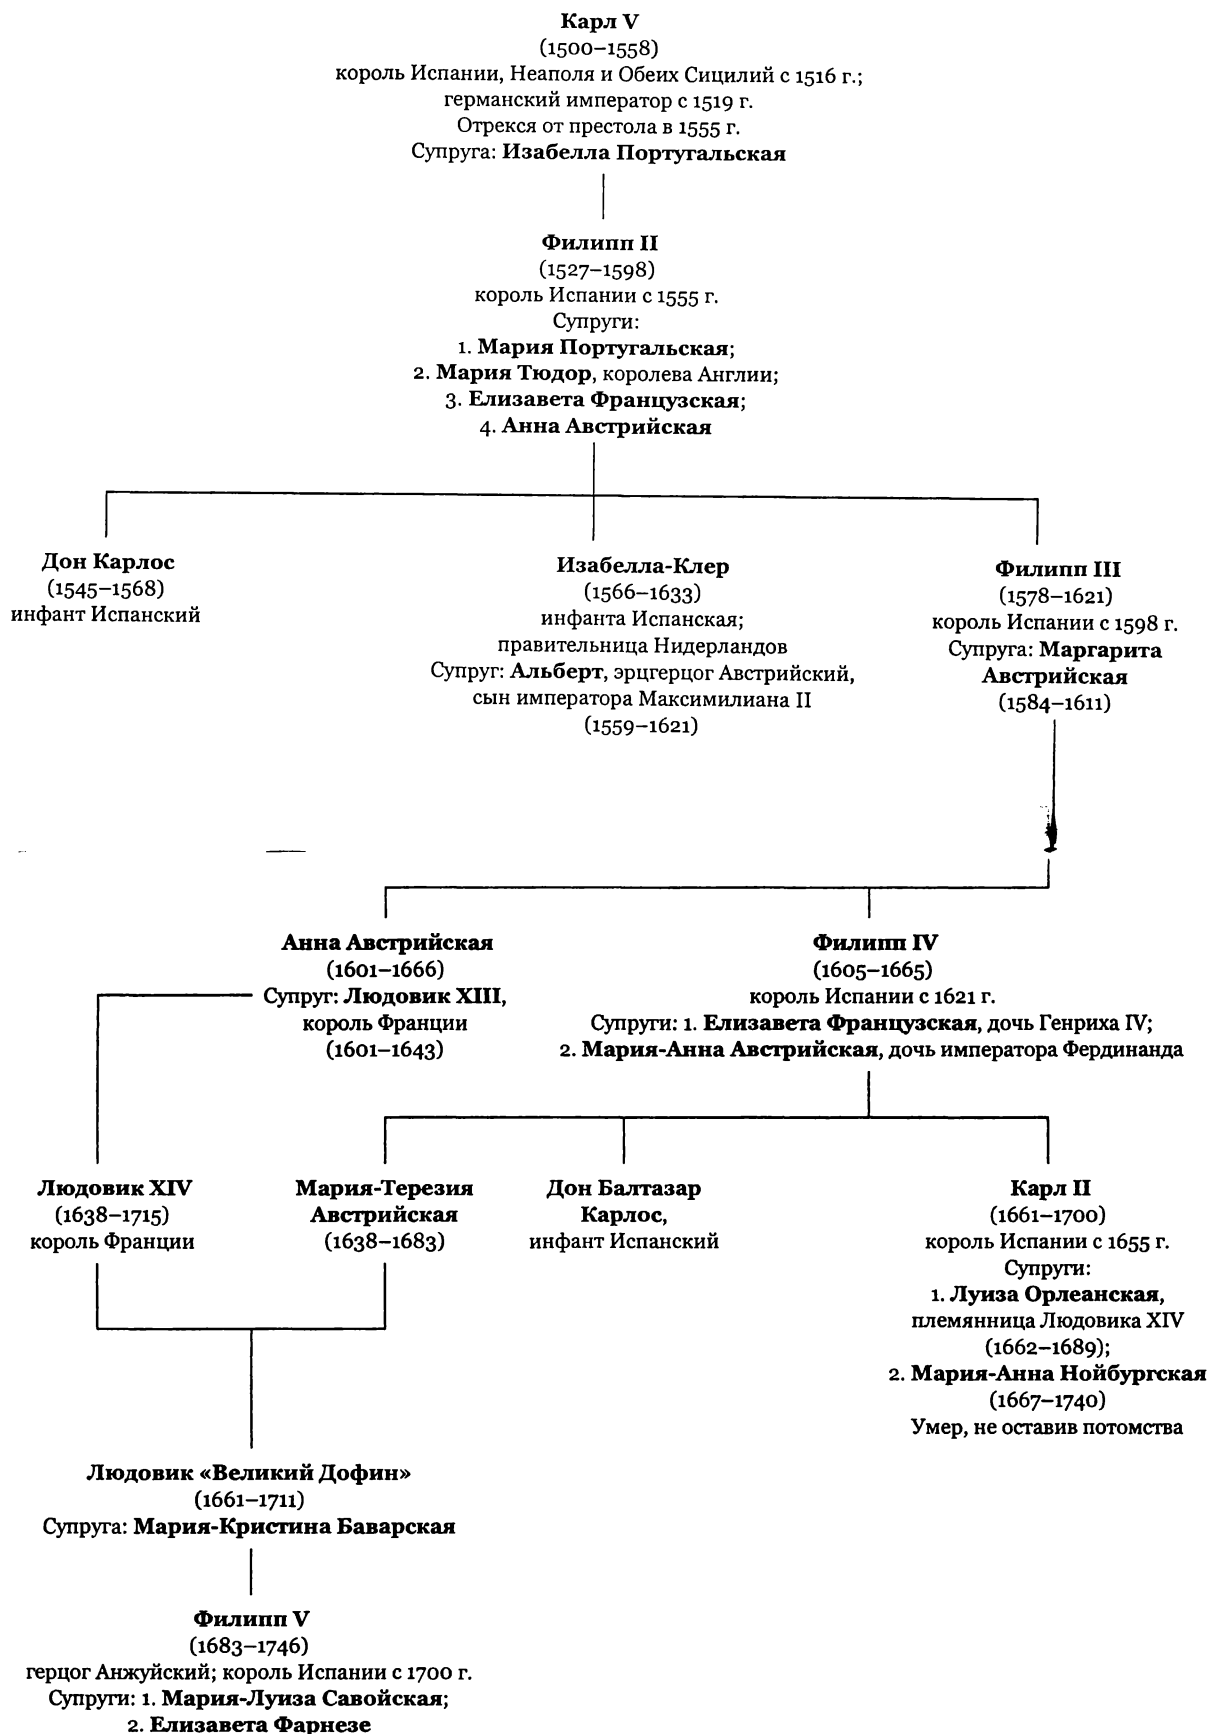 Карл V
(1500–1558)
король Испании, Неаполя и Обеих Сицилий с 1516 г.;
германский император с 1519 г.
Отрекся от престола в 1555 г.
Супруга: Изабелла Португальская
Филипп II
(1527–1598)
король Испании с 1555 г.
Супруги:
1. Мария Португальская;
2. Мария Тюдор, королева Англии;
3. Елизавета Французская;
4. Анна Австрийская
Дон Карлос
(1545–1568)
инфант Испанский
Изабелла-Клер
(1566–1633)
инфанта Испанская;
правительница Нидерландов
Супруг: Альберт, эрцгерцог Австрийский,
сын императора Максимилиана II
(1559–1621)
Филипп III
(1578–1621)
король Испании с 1598 г.
Супруга: Маргарита
Австрийская
(1584–1611)
Анна Австрийская
(1601–1666)
Супруг: Людовик XIII,
король Франции
(1601–1643)
Филипп IV
(1605–1665)
король Испании с 1621 г.
Супруги: 1. Елизавета Французская, дочь Генриха IV;
2. Мария-Анна Австрийская, дочь императора Фердинанда
Людовик XIV
(1638–1715)
король Франции
Мария-Терезия
Австрийская
(1638–1683)
Дон Балтазар
Карлос,
инфант Испанский
Карл II
(1661–1700)
король Испании с 1655 г.
Супруги:
1. Луиза Орлеанская,
племянница Людовика XIV
(1662–1689);
2. Мария-Анна Нойбургская
(1667–1740)
Умер, не оставив потомства
Людовик «Великий Дофин»
(1661–1711)
Супруга: Мария-Кристина Баварская
Филипп V
(1683–1746)
герцог Анжуйский; король Испании с 1700 г.
Супруги: 1. Мария-Луиза Савойская;
2. Елизавета Фарнезе